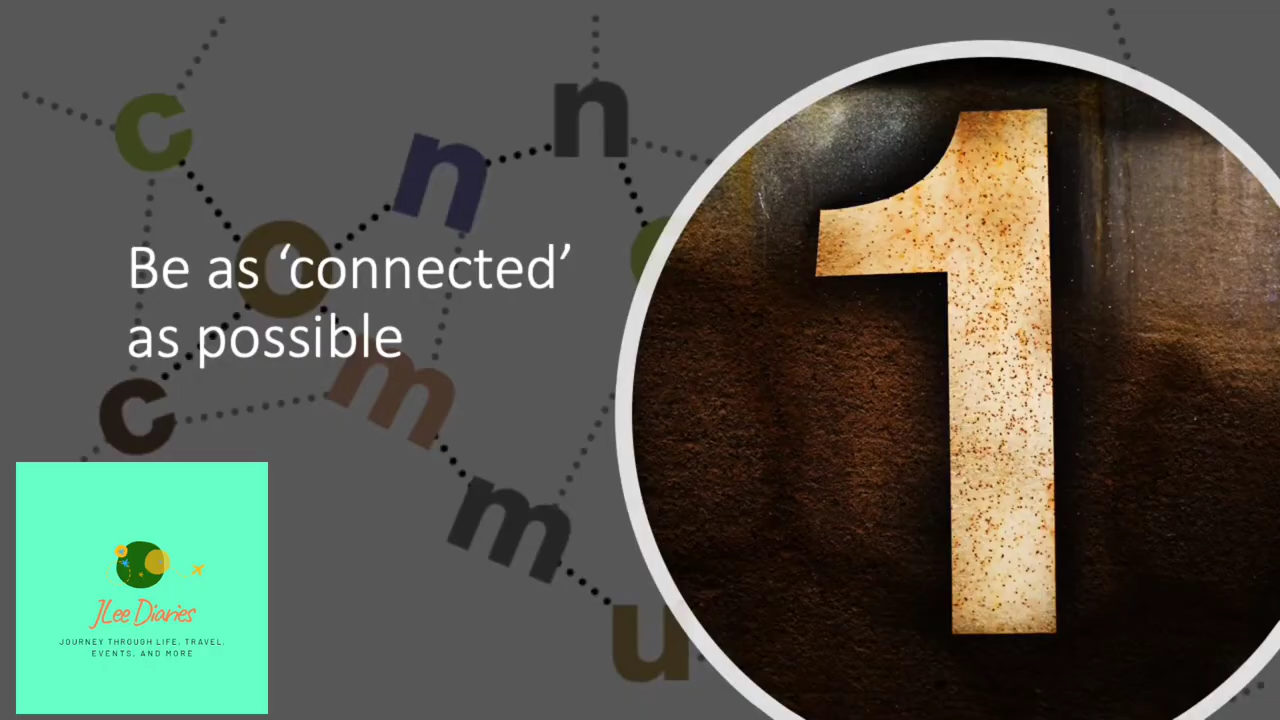 c
n
n
o
Be as ‘connected’
as possible
c
m
m
u
1
JLee Diaries
JOURNEY THROUGH LIFE, TRAVEL,
EVENTS, AND MORE